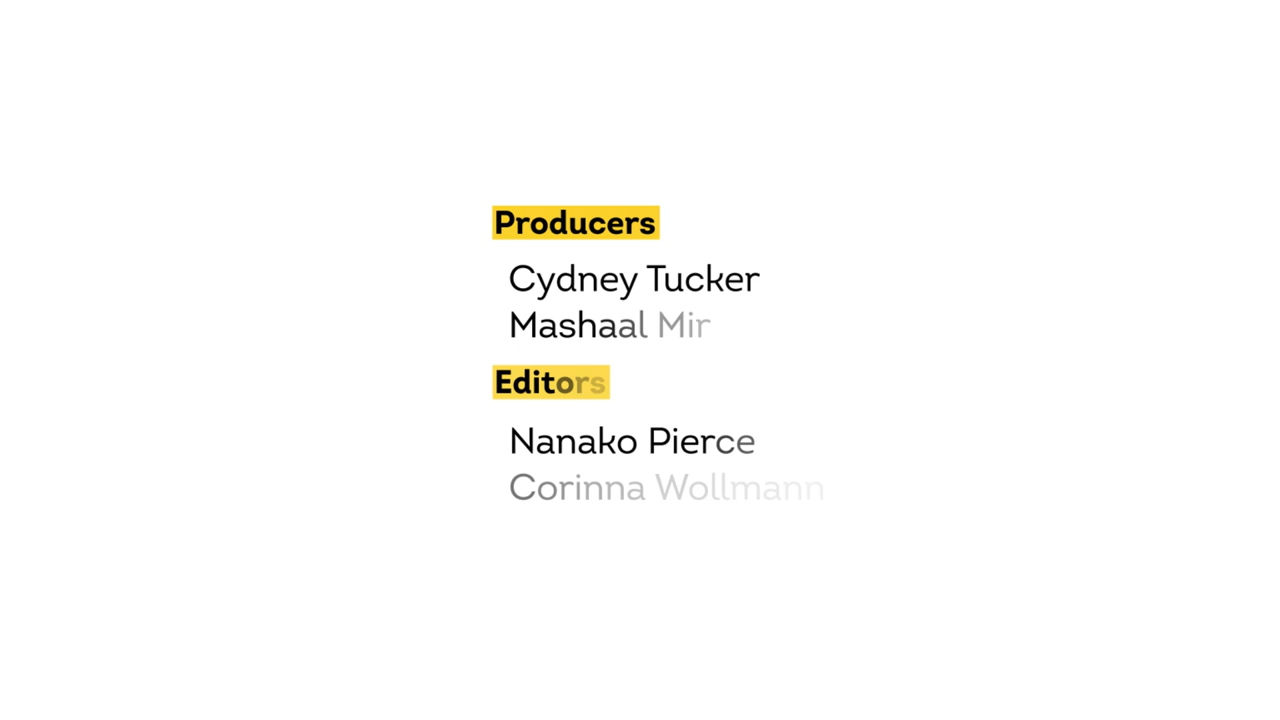 Producers
Cydney Tucker
Mashaal Mir
Editors
Nanako Pierce
Corinna Wollmann